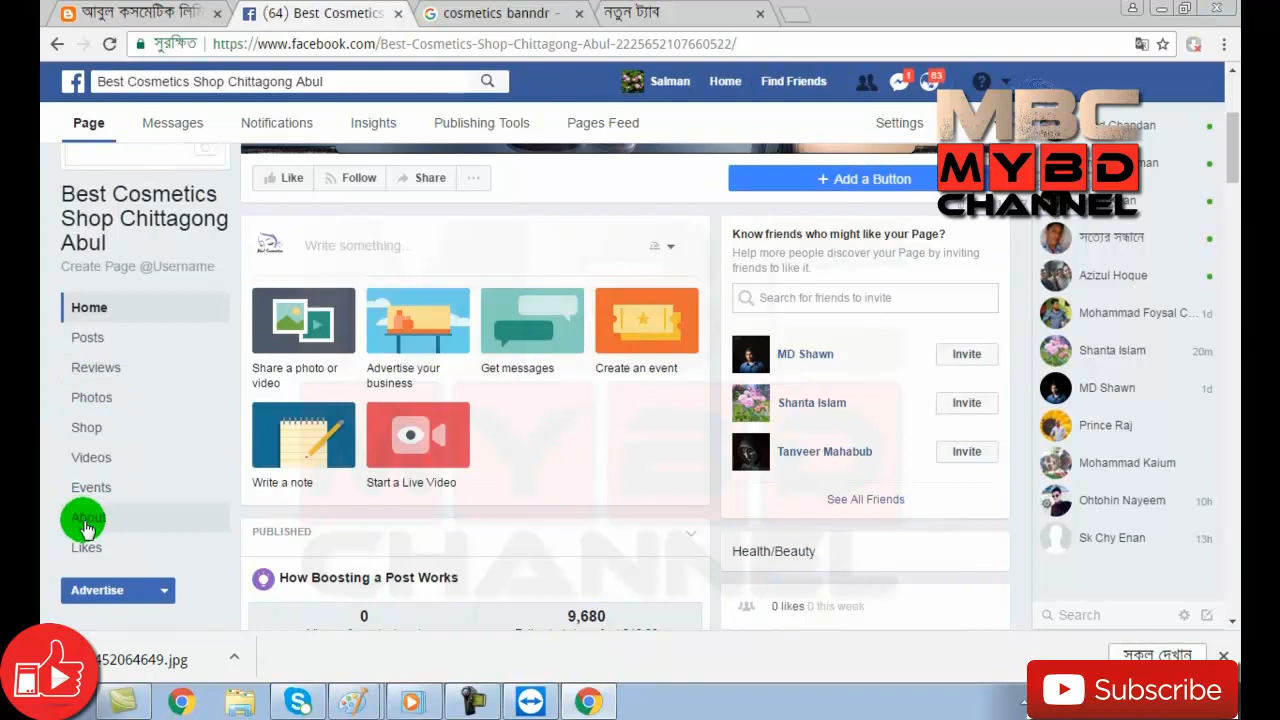 আবুল কসমেটিক লিমি
(64) Best Cosmetics
cosmetics banndr -
নতুন ট্যাব
সুরক্ষিত
https://www.facebook.com/Best-Cosmetics-Shop-Chittagong-Abul-2225652107660522/
Best Cosmetics Shop Chittagong Abul
Salman
Home
Find Friends
1
83
Page
Messages
Notifications
Insights
Publishing Tools
Pages Feed
Settings
MBC
MYBD
CHANNEL
Best Cosmetics
Shop Chittagong
Abul
Create Page @Username
Home
Posts
Reviews
Photos
Shop
Videos
Events
About
Likes
Advertise
Like
Follow
Share
+ Add a Button
Write something...
Share a photo or
video
Advertise your
business
Get messages
Create an event
Write a note
Start a Live Video
PUBLISHED
How Boosting a Post Works
0
9,680
Know friends who might like your Page?
Help more people discover your Page by inviting
friends to like it.
Search for friends to invite
MD Shawn
Invite
Shanta Islam
Invite
Tanveer Mahabub
Invite
See All Friends
Health/Beauty
0 likes 0 this week
Chandan
সত্যের সন্ধানে
Azizul Hoque
Mohammad Foysal C... 1d
Shanta Islam 20m
MD Shawn 1d
Prince Raj
Mohammad Kaium
Ohtohin Nayeem 10h
Sk Chy Enan 13h
Search
MYBD
CHANNEL
452064649.jpg
সকল দেখান
Subscribe